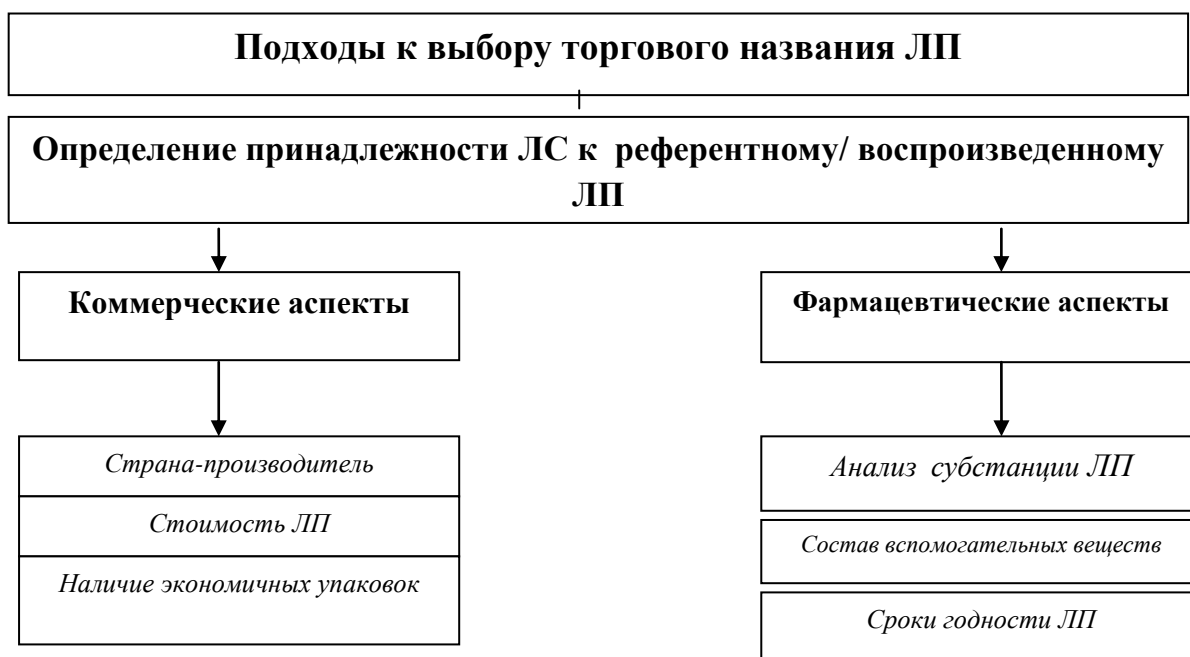 Подходы к выбору торгового названия ЛП
Определение принадлежности ЛС к референтному/ воспроизведенному
ЛП
Коммерческие аспекты
Фармацевтические аспекты
Страна-производитель
Стоимость ЛП
Наличие экономичных упаковок
Анализ субстанции ЛП
Состав вспомогательных веществ
Сроки годности ЛП